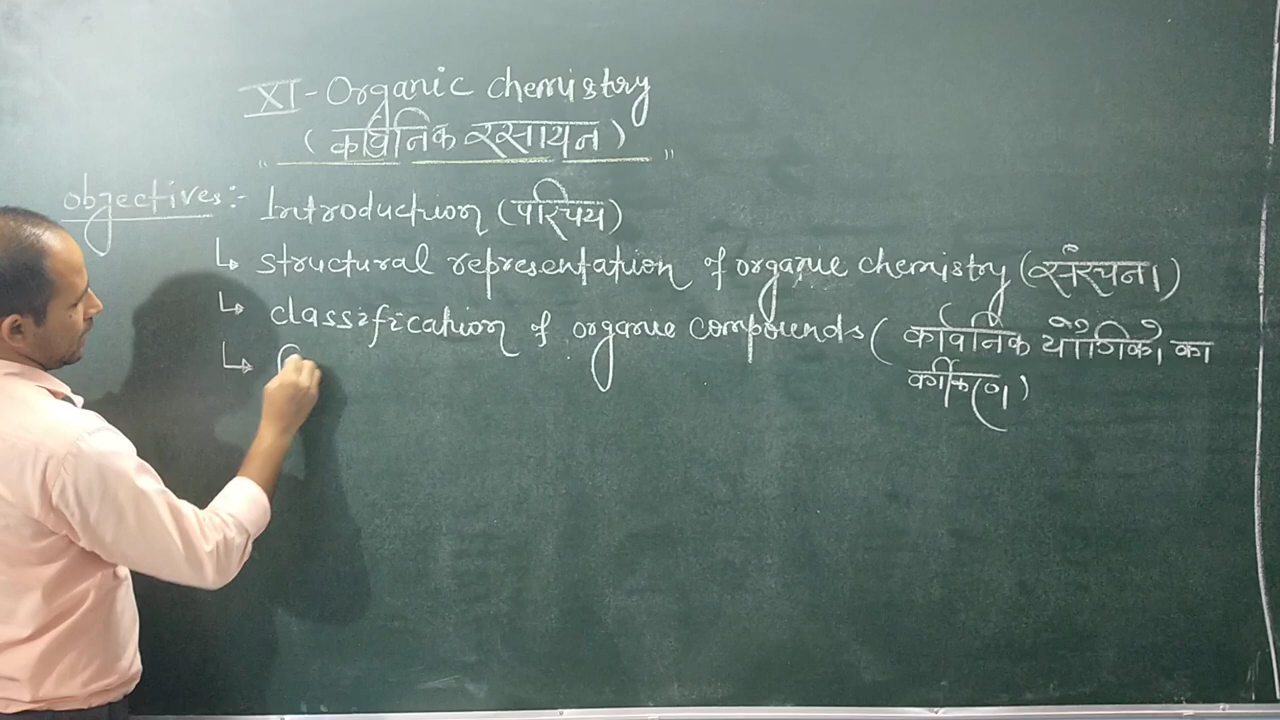 XI - Organic chemistry
( कार्बनिक रसायन )
objectives :- Introduction (परिचय)
↳ structural representation of organic chemistry (संरचना)
↳ classification of organic compounds ( कार्बनिक यौगिको का
वर्गीकरण )
↳